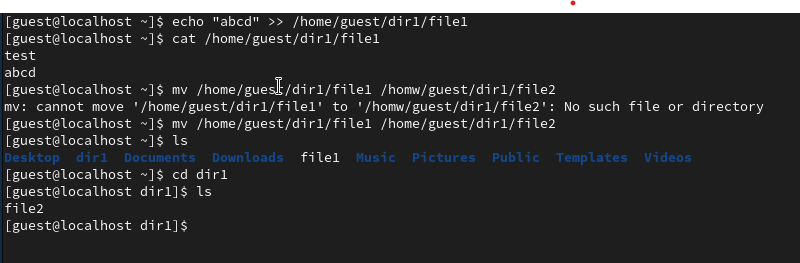 [guest@localhost ~]$ echo "abcd" >> /home/guest/dir1/file1
[guest@localhost ~]$ cat /home/guest/dir1/file1
test
abcd
[guest@localhost ~]$ mv /home/guest/dir1/file1 /homw/guest/dir1/file2
mv: cannot move '/home/guest/dir1/file1' to '/homw/guest/dir1/file2': No such file or directory
[guest@localhost ~]$ mv /home/guest/dir1/file1 /home/guest/dir1/file2
[guest@localhost ~]$ ls
Desktop  dir1  Documents  Downloads  file1  Music  Pictures  Public  Templates  Videos
[guest@localhost ~]$ cd dir1
[guest@localhost dir1]$ ls
file2
[guest@localhost dir1]$